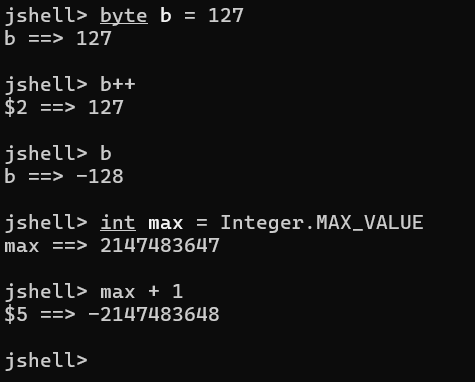 jshell> byte b = 127
b ==> 127
jshell> b++
$2 ==> 127
jshell> b
b ==> -128
jshell> int max = Integer.MAX_VALUE
max ==> 2147483647
jshell> max + 1
$5 ==> -2147483648
jshell>